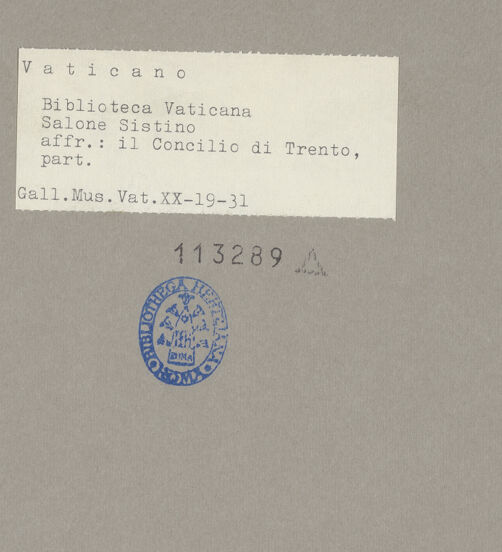 Vaticano
Biblioteca Vaticana
Salone Sistino
affr.: il Concilio di Trento,
part.
Gall.Mus.Vat.XX-19-31
113289
BIBLIOTHECA HERTZIANA
ROMA